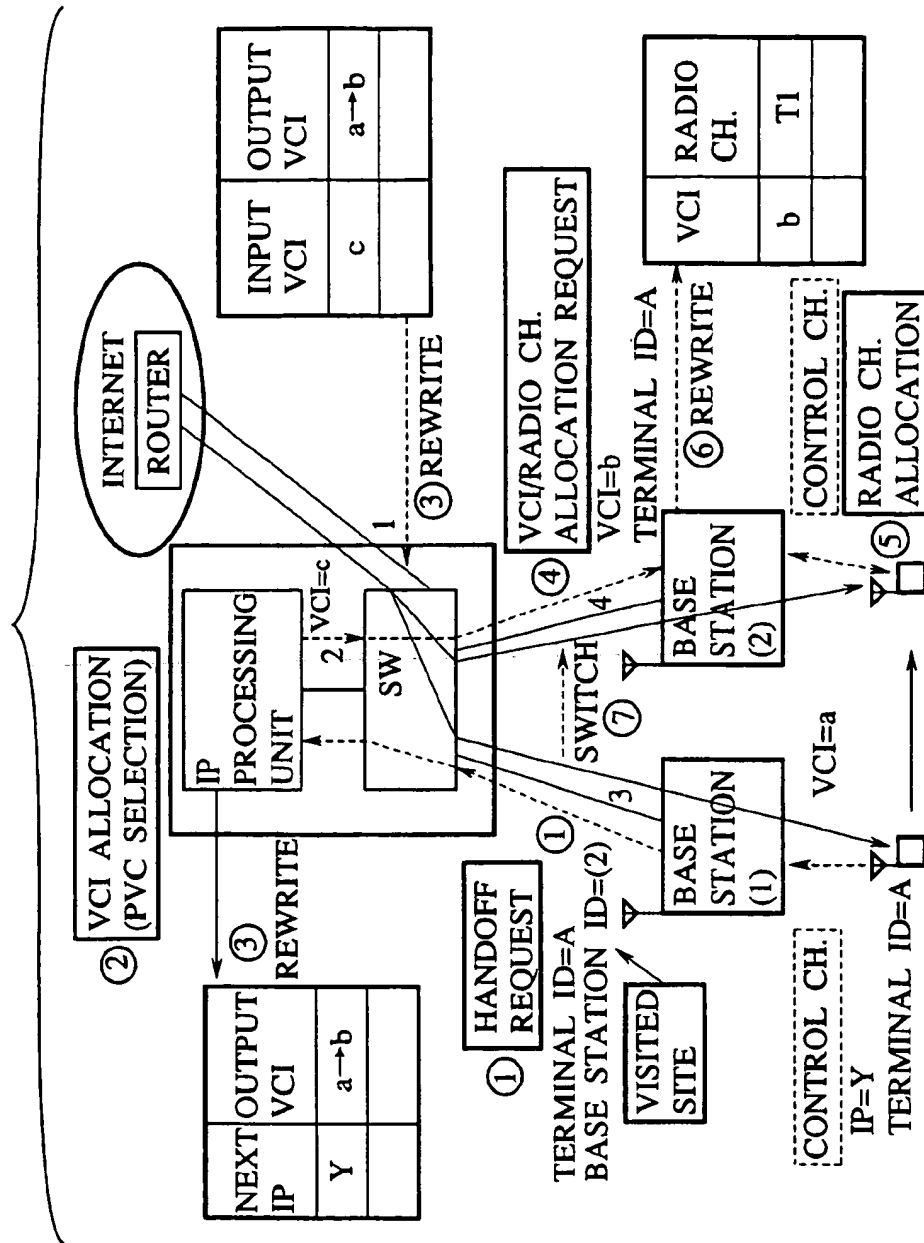 ② VCI ALLOCATION
(PVC SELECTION)
INTERNET
ROUTER
NEXT
IP
OUTPUT
VCI
Y
a→b
③
REWRITE
IP
PROCESSING
UNIT
VCI=c
2
SW
1
③ REWRITE
INPUT
VCI
OUTPUT
VCI
c
a→b
① HANDOFF
REQUEST
TERMINAL ID=A
BASE STATION ID=(2)
VISITED
SITE
①
3
SWITCH
⑦
4
④ VCI/RADIO CH.
ALLOCATION REQUEST
VCI=b
TERMINAL ID=A
⑥ REWRITE
VCI
RADIO
CH.
b
T1
BASE
STATION
(1)
BASE
STATION
(2)
CONTROL CH.
IP=Y
TERMINAL ID=A
VCI=a
CONTROL CH.
⑤ RADIO CH.
ALLOCATION